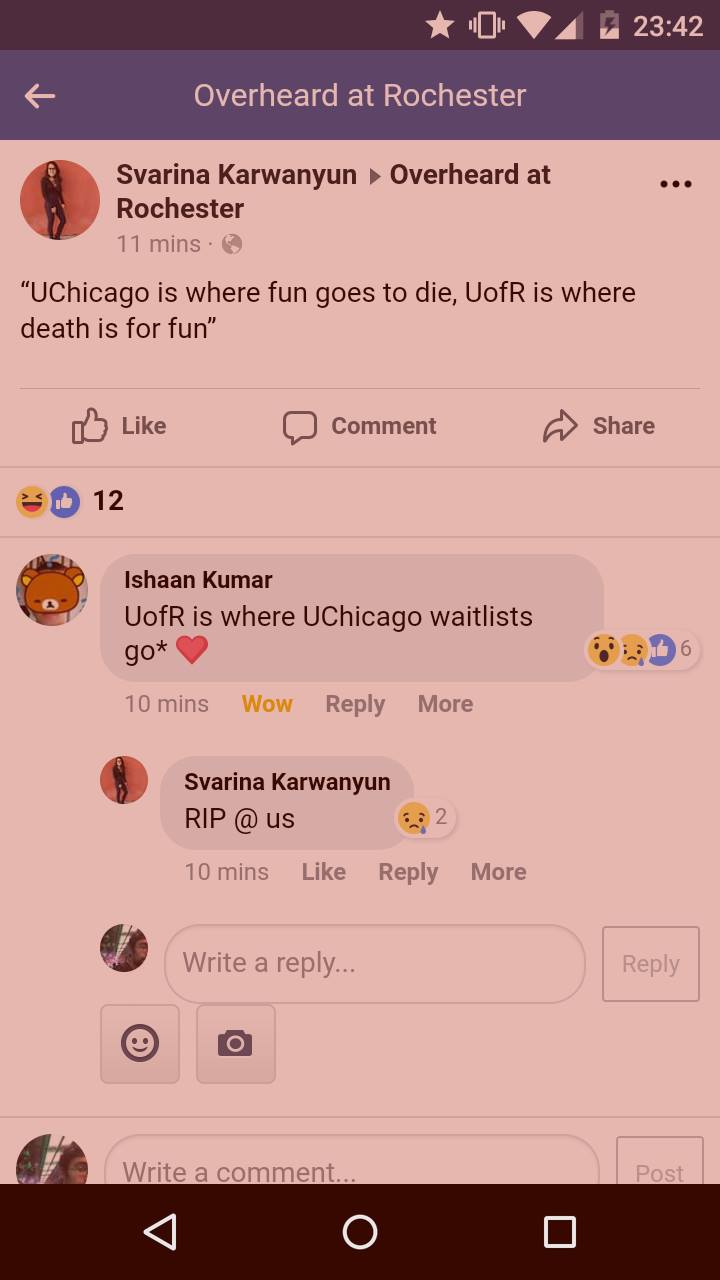 23:42
Overheard at Rochester
Svarina Karwanyun ▸ Overheard at
Rochester
11 mins ·
“UChicago is where fun goes to die, UofR is where
death is for fun”
Like Comment Share
12
Ishaan Kumar
UofR is where UChicago waitlists
go* ❤️
6
10 mins Wow Reply More
Svarina Karwanyun
RIP @ us
2
10 mins Like Reply More
Write a reply... Reply
Write a comment... Post